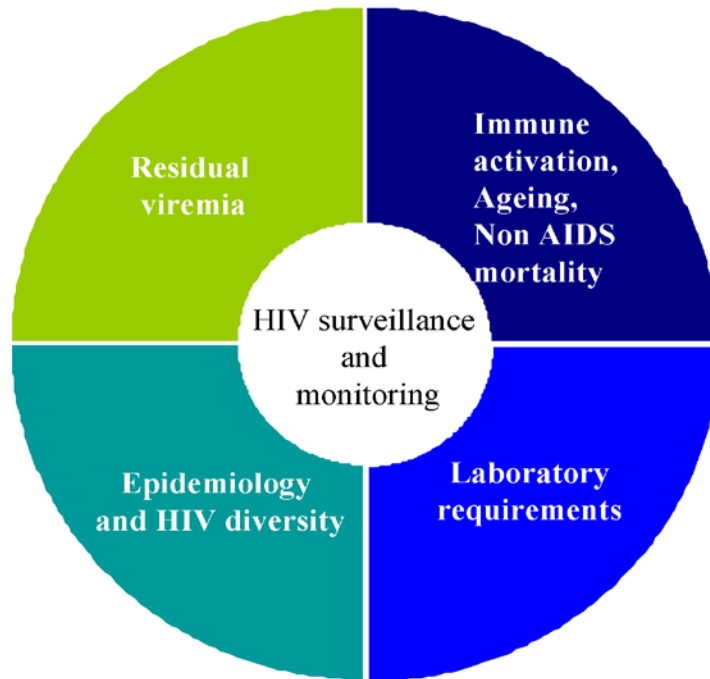 Residual
viremia
Immune
activation,
Ageing,
Non AIDS
mortality
HIV surveillance
and
monitoring
Epidemiology
and HIV diversity
Laboratory
requirements